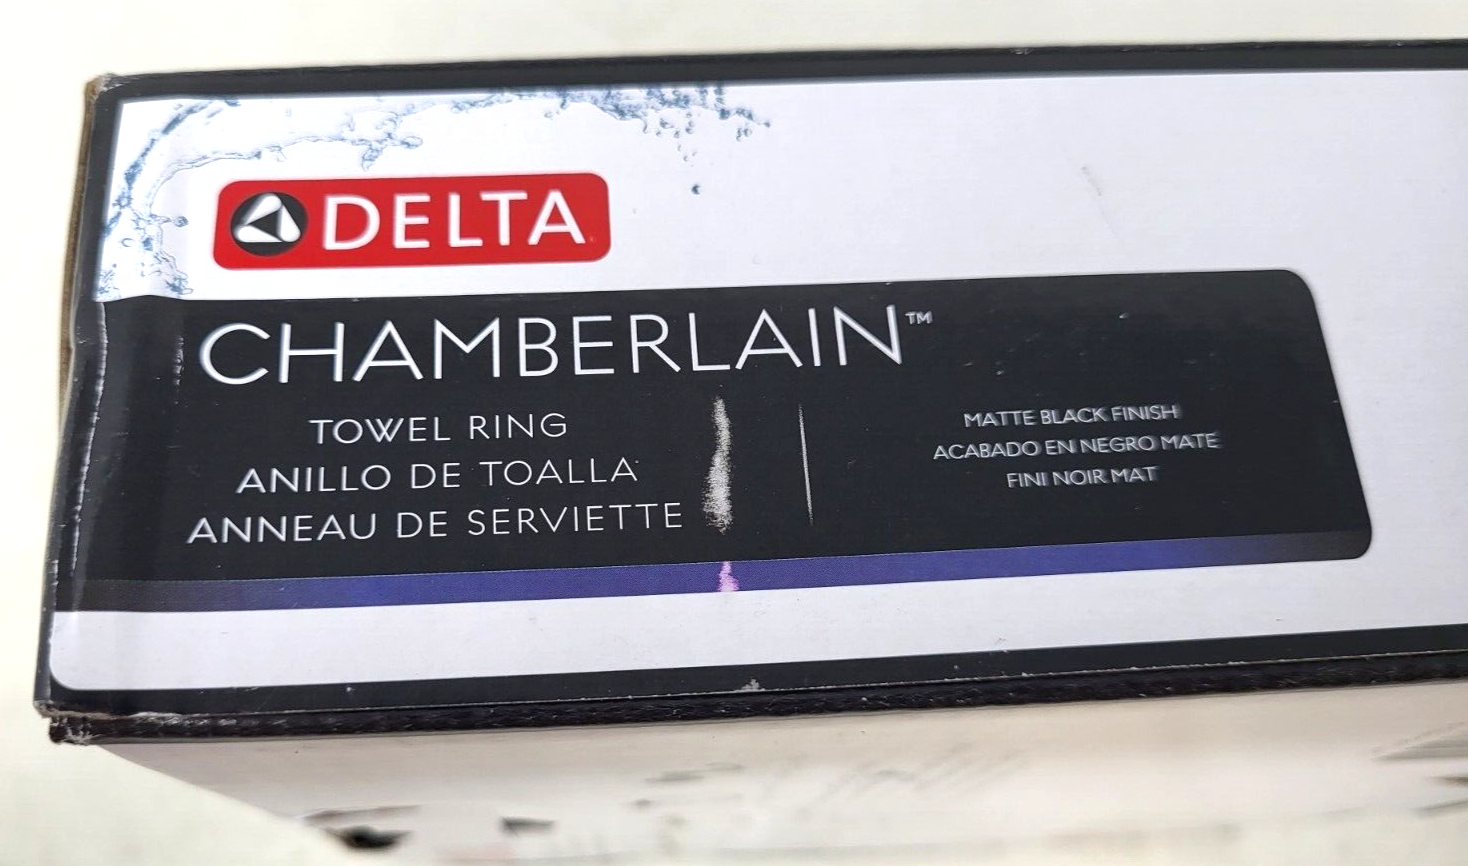 DELTA
CHAMBERLAIN™
TOWEL RING
ANILLO DE TOALLA
ANNEAU DE SERVIETTE
MATTE BLACK FINISH
ACABADO EN NEGRO MATE
FINI NOIR MAT